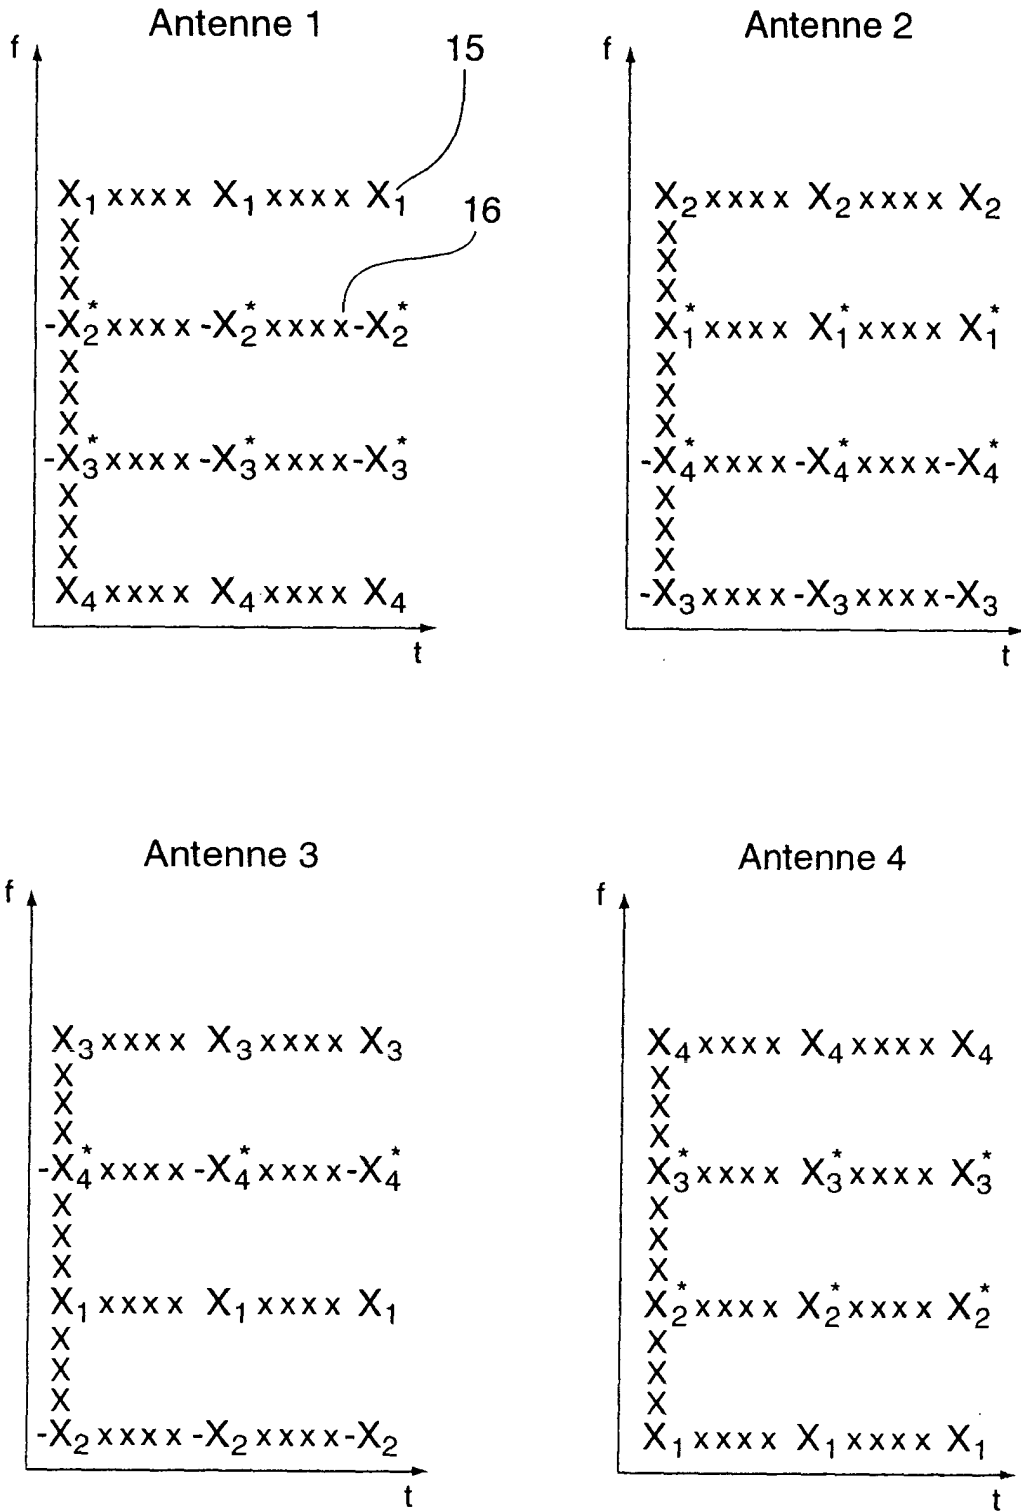 Antenne 1
f
15
X₁ xxxx X₁ xxxx X₁
16
X
X
X
-X₂* xxxx -X₂* xxxx -X₂*
X
X
X
-X₃* xxxx -X₃* xxxx -X₃*
X
X
X
X₄ xxxx X₄ xxxx X₄
t
Antenne 2
f
X₂ xxxx X₂ xxxx X₂
X
X
X
X₁* xxxx X₁* xxxx X₁*
X
X
X
-X₄* xxxx -X₄* xxxx -X₄*
X
X
X
-X₃ xxxx -X₃ xxxx -X₃
t
Antenne 3
f
X₃ xxxx X₃ xxxx X₃
X
X
X
-X₄* xxxx -X₄* xxxx -X₄*
X
X
X
X₁ xxxx X₁ xxxx X₁
X
X
X
-X₂ xxxx -X₂ xxxx -X₂
t
Antenne 4
f
X₄ xxxx X₄ xxxx X₄
X
X
X
X₃* xxxx X₃* xxxx X₃*
X
X
X
X₂* xxxx X₂* xxxx X₂*
X
X
X
X₁ xxxx X₁ xxxx X₁
t